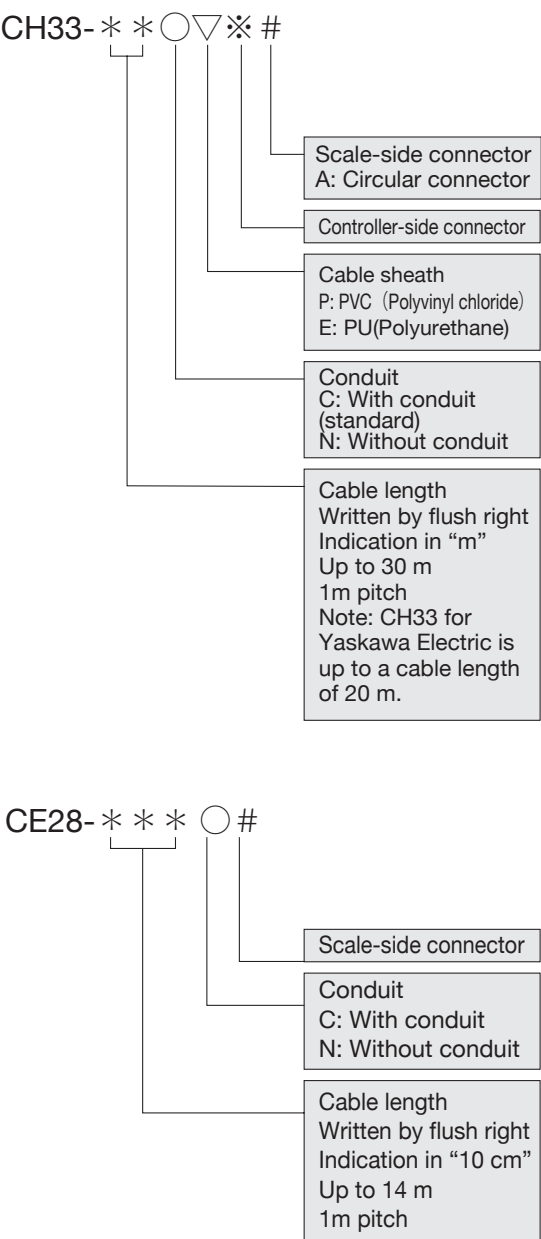 CH33-＊＊○▽※#
Scale-side connector
A: Circular connector
Controller-side connector
Cable sheath
P: PVC（Polyvinyl chloride）
E: PU(Polyurethane)
Conduit
C: With conduit
(standard)
N: Without conduit
Cable length
Written by flush right
Indication in “m”
Up to 30 m
1m pitch
Note: CH33 for
Yaskawa Electric is
up to a cable length
of 20 m.
CE28-＊＊＊○#
Scale-side connector
Conduit
C: With conduit
N: Without conduit
Cable length
Written by flush right
Indication in “10 cm”
Up to 14 m
1m pitch